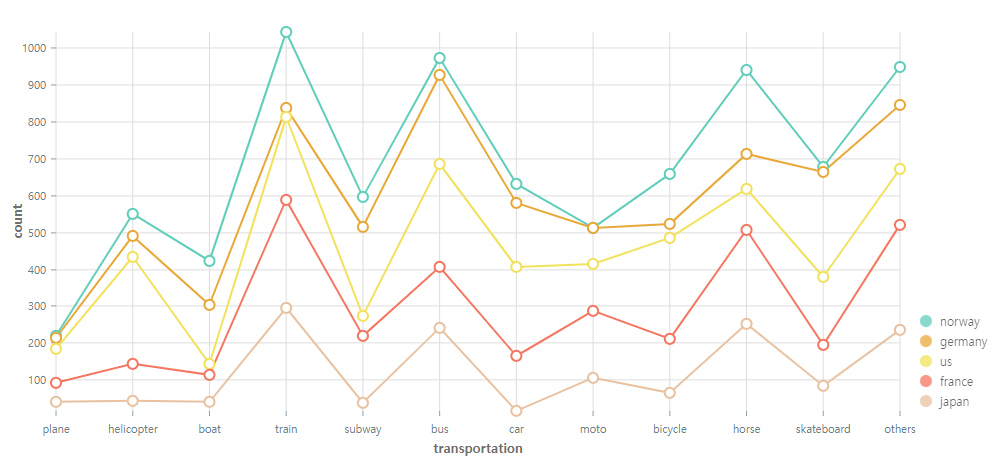 count
1000
900
800
700
600
500
400
300
200
100
plane helicopter boat train subway bus car moto bicycle horse skateboard others
transportation
norway
germany
us
france
japan